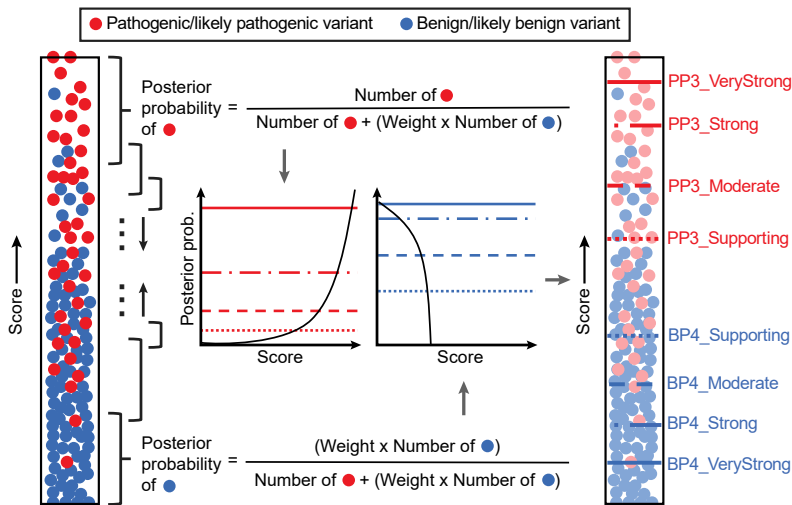 Pathogenic/likely pathogenic variant
Benign/likely benign variant
Posterior
probability
of
=
Number of
Number of + (Weight x Number of )
Score
Posterior prob.
Score
Score
Posterior
probability
of
=
(Weight x Number of )
Number of + (Weight x Number of )
Score
PP3_VeryStrong
PP3_Strong
PP3_Moderate
PP3_Supporting
BP4_Supporting
BP4_Moderate
BP4_Strong
BP4_VeryStrong